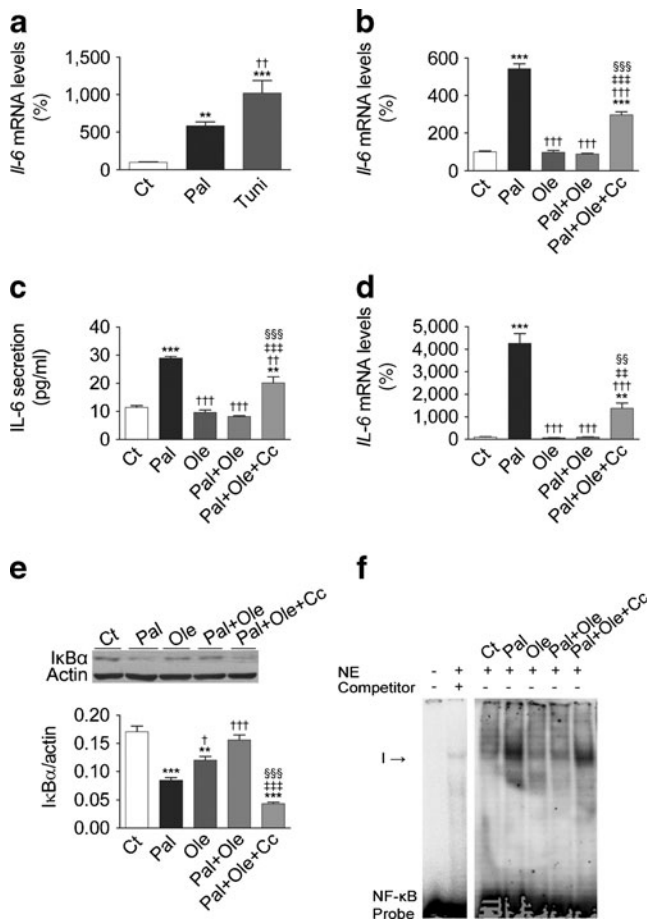 a
Il-6 mRNA levels
(%)
1,500
1,000
500
0
**
††
***
Ct
Pal
Tuni
b
Il-6 mRNA levels
(%)
600
400
200
0
***
†††
†††
§§§
‡‡‡
†††
***
Ct
Pal
Ole
Pal+Ole
Pal+Ole+Cc
c
IL-6 secretion
(pg/ml)
40
30
20
10
0
***
†††
†††
§§§
‡‡‡
††
**
Ct
Pal
Ole
Pal+Ole
Pal+Ole+Cc
d
IL-6 mRNA levels
(%)
5,000
4,000
3,000
2,000
1,000
0
***
†††
†††
§§
‡‡
†††
**
Ct
Pal
Ole
Pal+Ole
Pal+Ole+Cc
e
Ct Pal Ole Pal+Ole Pal+Ole+Cc
IκBα
Actin
IκBα/actin
0.20
0.15
0.10
0.05
0.00
***
†
**
†††
§§§
‡‡‡
***
Ct
Pal
Ole
Pal+Ole
Pal+Ole+Cc
f
Ct Pal Ole Pal+Ole Pal+Ole+Cc
NE - + + + + + +
Competitor - + - - - - -
I →
NF-κB
Probe